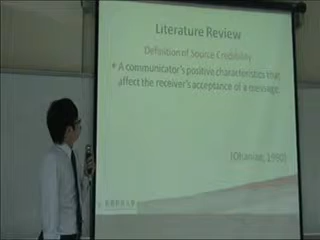 Literature Review
Definition of Source Credibility
* A communicator's positive characteristics that
affect the receiver's acceptance of a message.
(Ohanian, 1990)